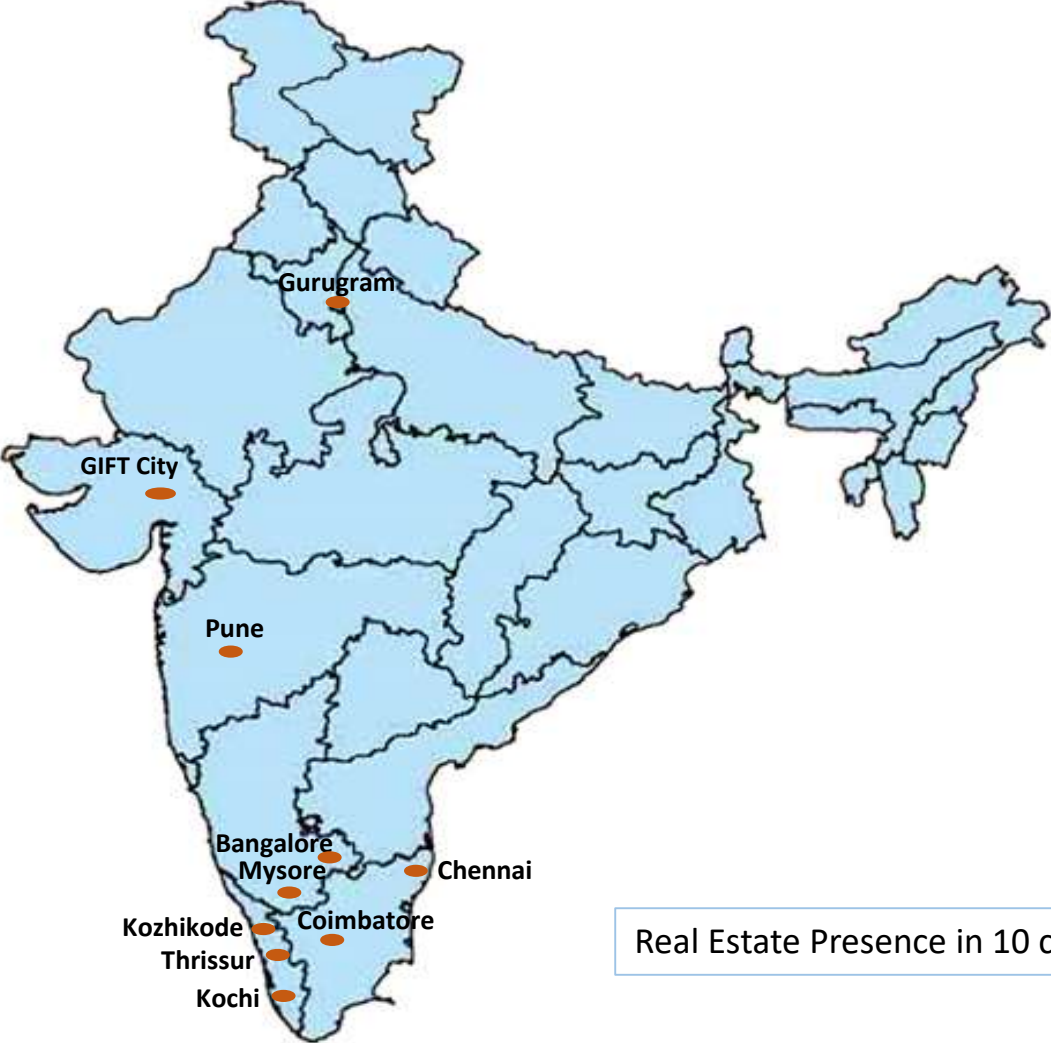 Gurugram
GIFT City
Pune
Bangalore
Mysore
Chennai
Coimbatore
Kozhikode
Thrissur
Kochi
Real Estate Presence in 10 c